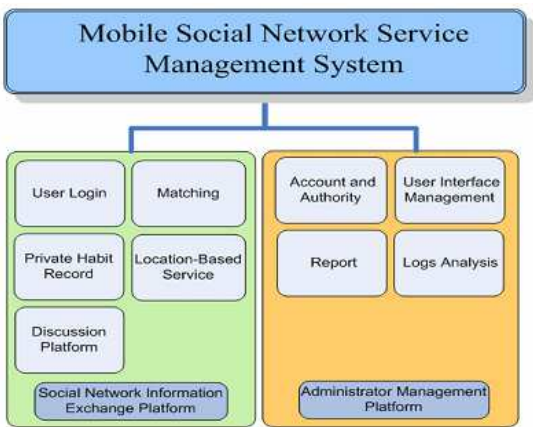 Mobile Social Network Service
Management System
User Login
Matching
Private Habit
Record
Location-Based
Service
Discussion
Platform
Social Network Information
Exchange Platform
Account and
Authority
User Interface
Management
Report
Logs Analysis
Administrator Management
Platform